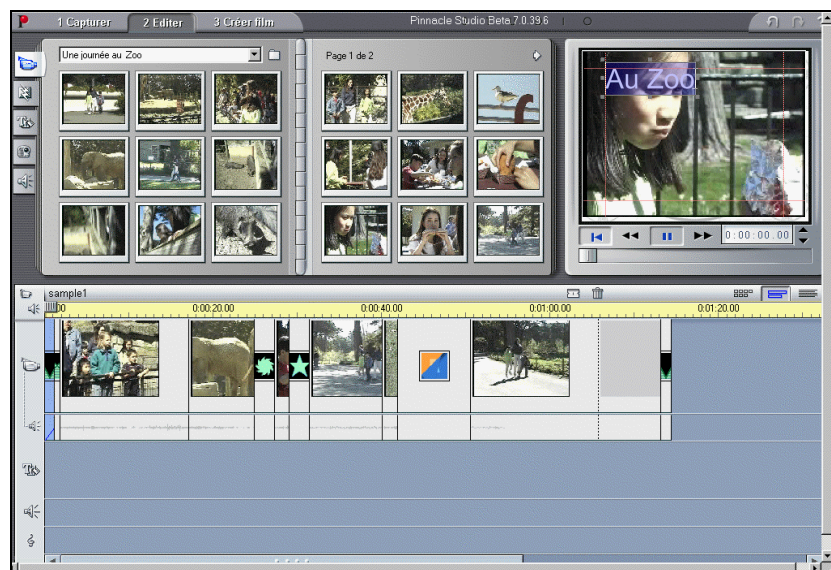 1 Capturer 2 Editer 3 Créer film Pinnacle Studio Beta 7.0.39.6
Une journée au Zoo
Page 1 de 2
Au Zoo
0:00:00.00
sample1
0:00:20.00 0:00:40.00 0:01:00.00 0:01:20.00